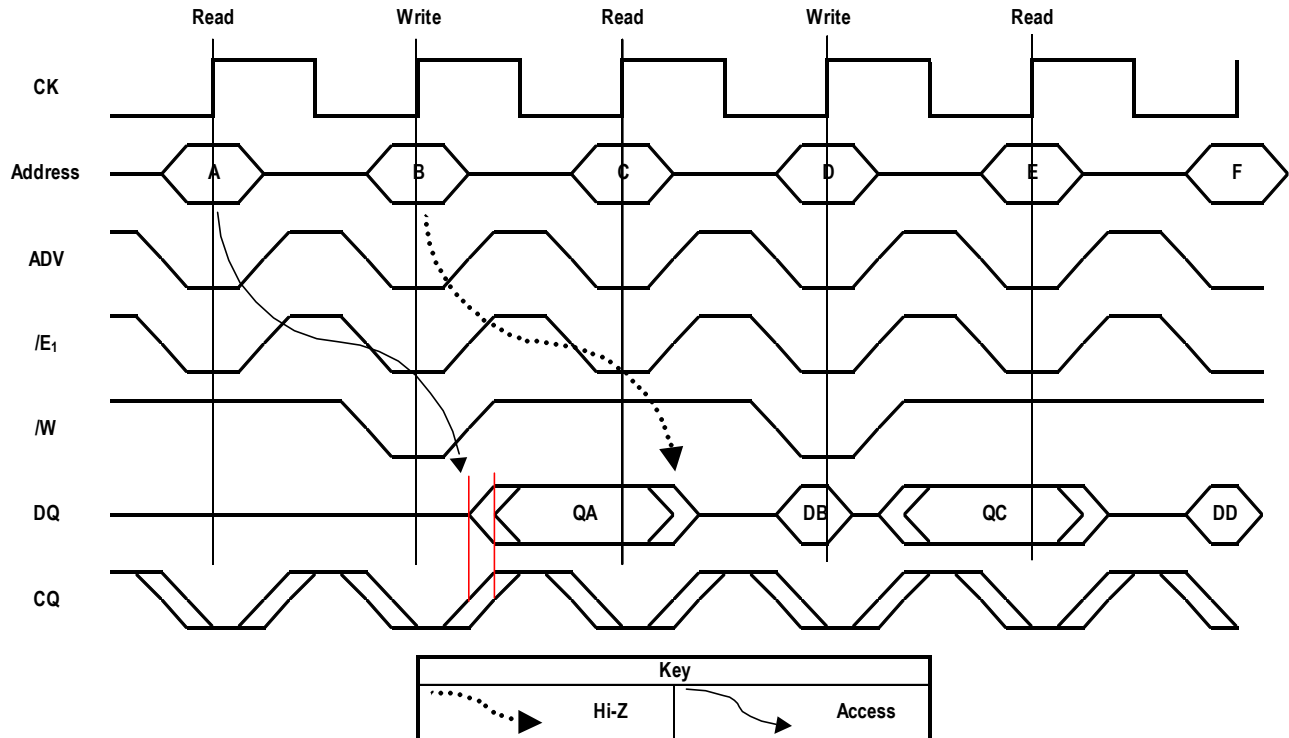 Read Write Read Write Read
CK
Address A B C D E F
ADV
/E1
/W
DQ QA DB QC DD
CQ
Key
Hi-Z Access